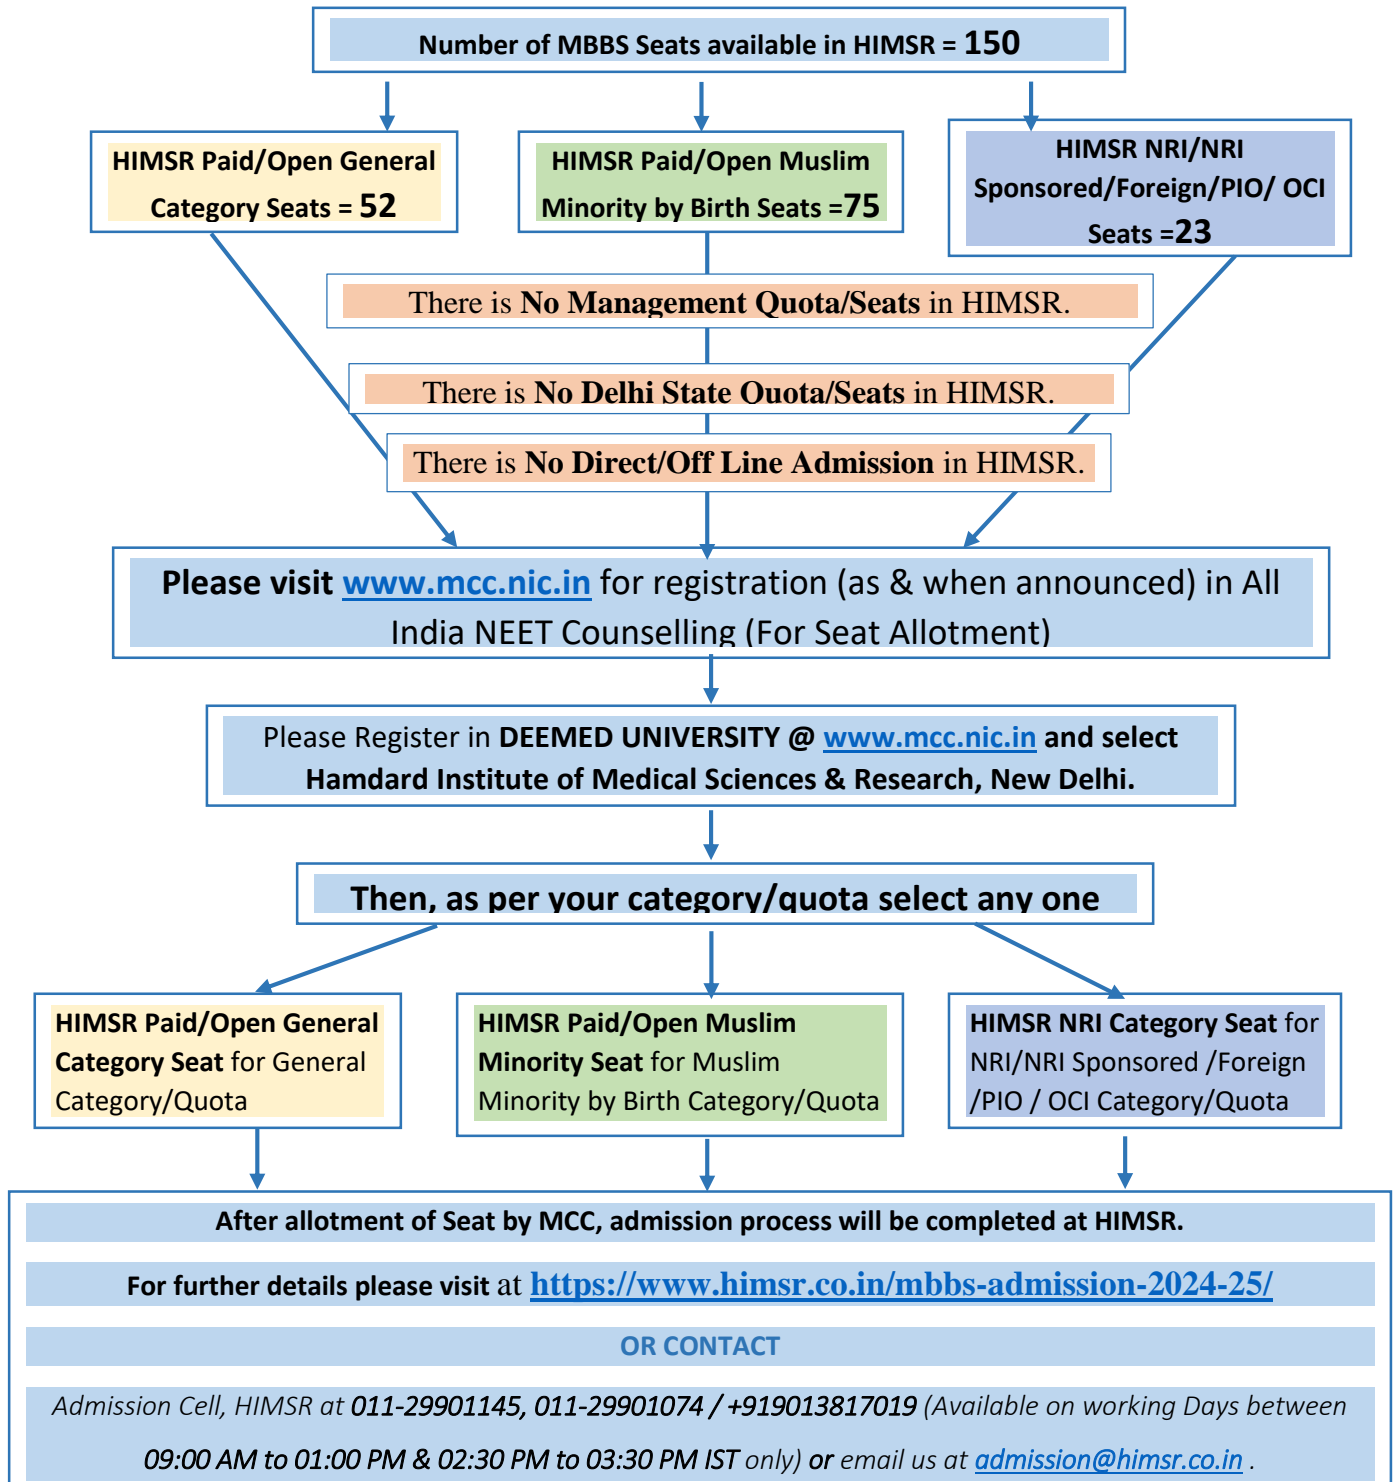 Number of MBBS Seats available in HIMSR = 150
HIMSR Paid/Open General
Category Seats = 52
HIMSR Paid/Open Muslim
Minority by Birth Seats =75
HIMSR NRI/NRI
Sponsored/Foreign/PIO/ OCI
Seats =23
There is No Management Quota/Seats in HIMSR.
There is No Delhi State Quota/Seats in HIMSR.
There is No Direct/Off Line Admission in HIMSR.
Please visit www.mcc.nic.in for registration (as & when announced) in All
India NEET Counselling (For Seat Allotment)
Please Register in DEEMED UNIVERSITY @ www.mcc.nic.in and select
Hamdard Institute of Medical Sciences & Research, New Delhi.
Then, as per your category/quota select any one
HIMSR Paid/Open General
Category Seat for General
Category/Quota
HIMSR Paid/Open Muslim
Minority Seat for Muslim
Minority by Birth Category/Quota
HIMSR NRI Category Seat for
NRI/NRI Sponsored /Foreign
/PIO / OCI Category/Quota
After allotment of Seat by MCC, admission process will be completed at HIMSR.
For further details please visit at https://www.himsr.co.in/mbbs-admission-2024-25/
OR CONTACT
Admission Cell, HIMSR at 011-29901145, 011-29901074 / +919013817019 (Available on working Days between
09:00 AM to 01:00 PM & 02:30 PM to 03:30 PM IST only) or email us at admission@himsr.co.in .